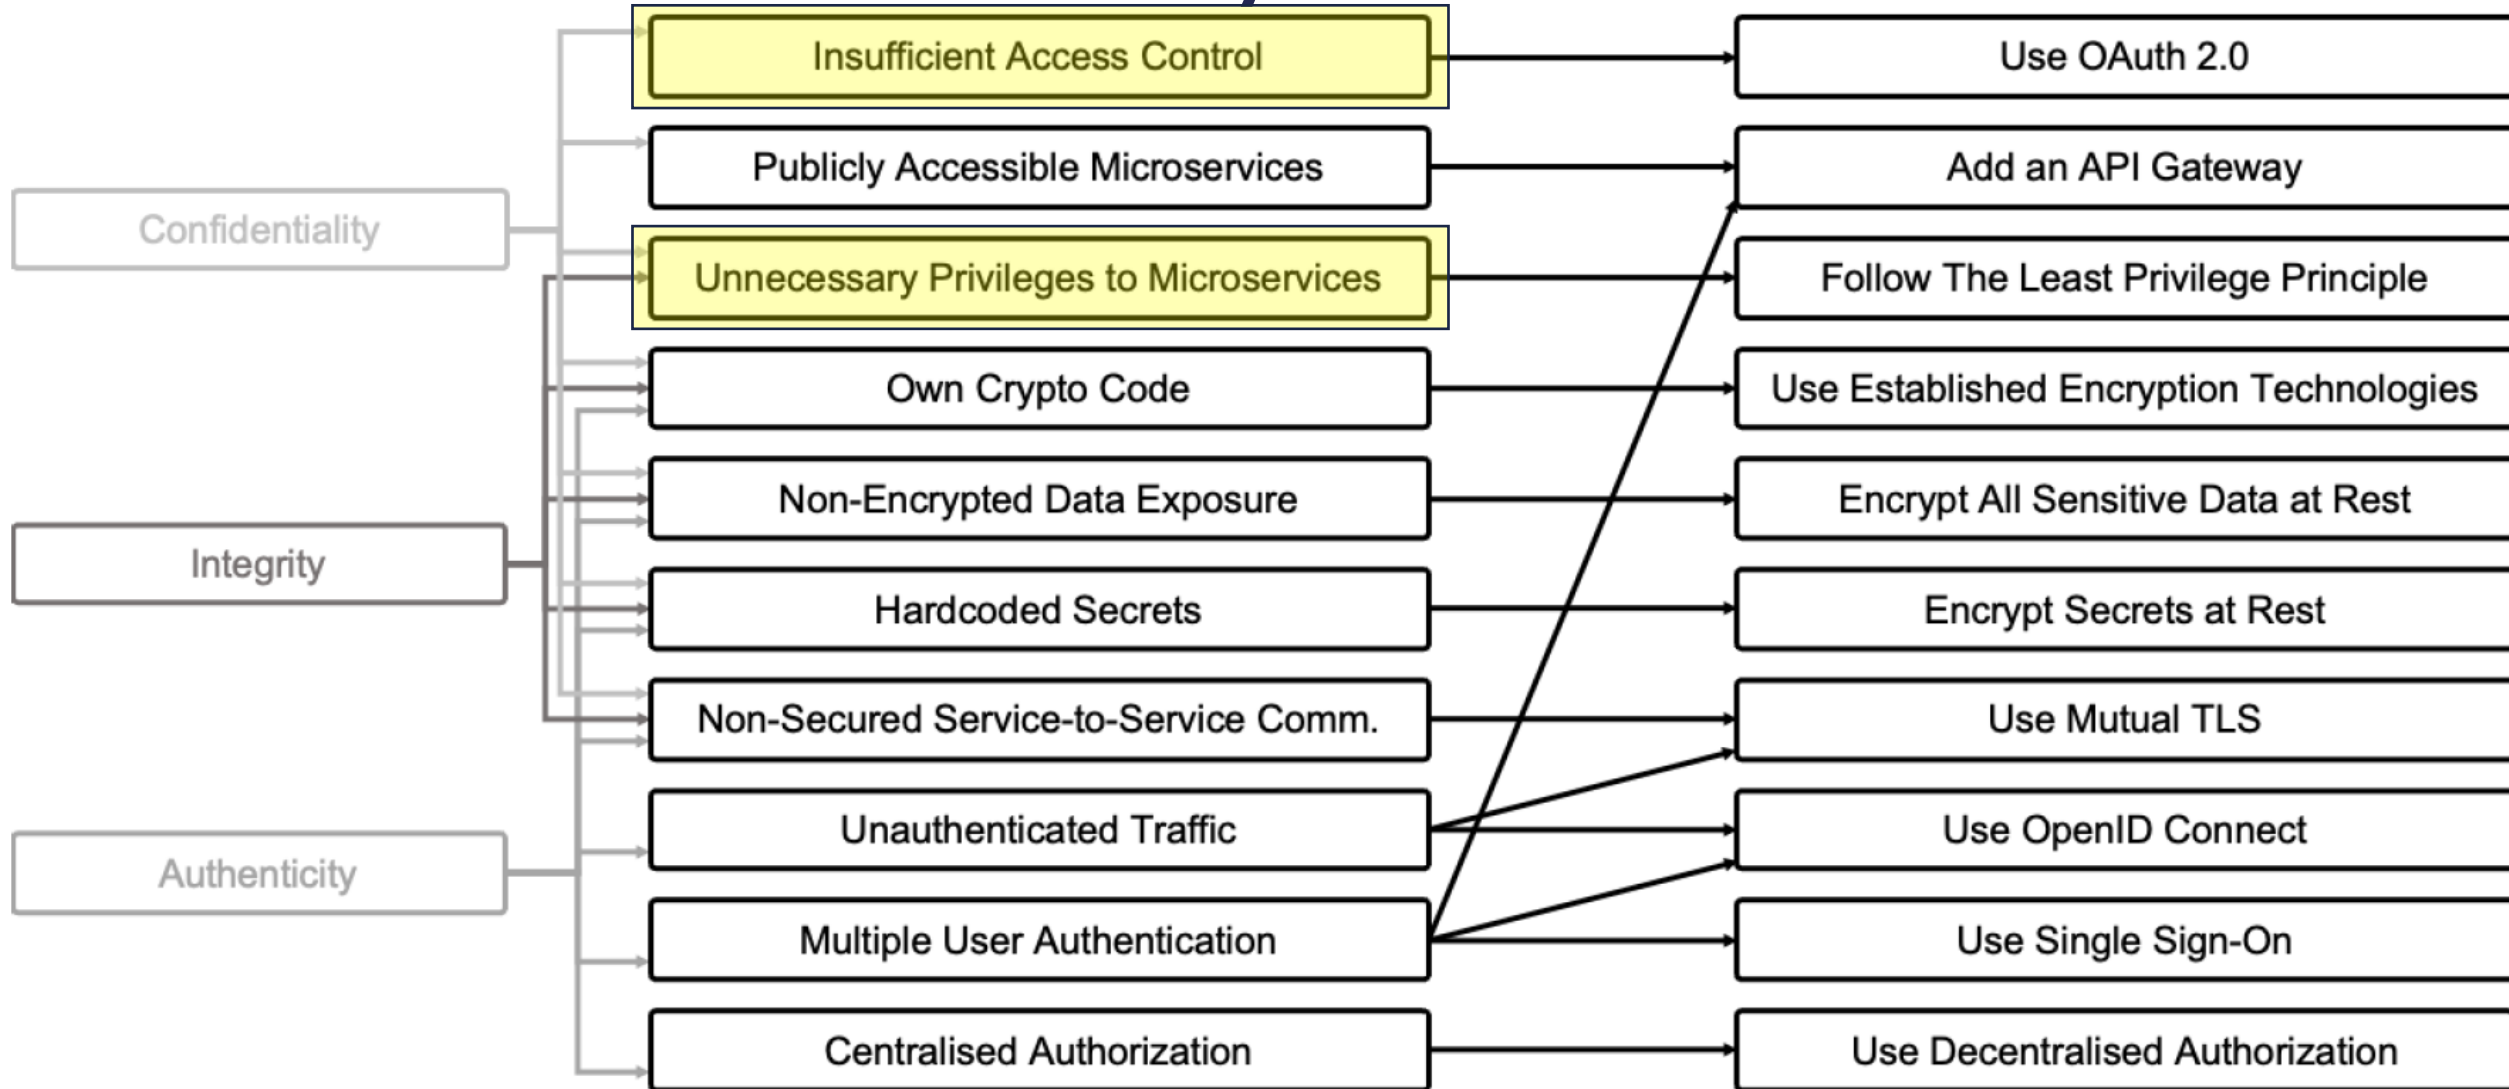 Insufficient Access Control
Use OAuth 2.0
Publicly Accessible Microservices
Add an API Gateway
Confidentiality
Unnecessary Privileges to Microservices
Follow The Least Privilege Principle
Own Crypto Code
Use Established Encryption Technologies
Non-Encrypted Data Exposure
Encrypt All Sensitive Data at Rest
Integrity
Hardcoded Secrets
Encrypt Secrets at Rest
Non-Secured Service-to-Service Comm.
Use Mutual TLS
Unauthenticated Traffic
Use OpenID Connect
Authenticity
Multiple User Authentication
Use Single Sign-On
Centralised Authorization
Use Decentralised Authorization